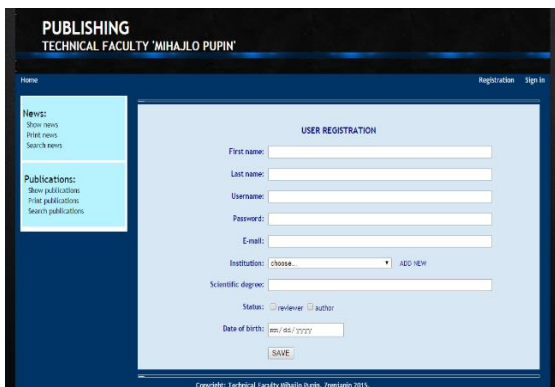 PUBLISHING
TECHNICAL FACULTY 'MIHAJLO PUPIN'
Home
Registration Sign in
News:
Show news
Print news
Search news
Publications:
Show publications
Print publications
Search publications
USER REGISTRATION
First name:
Last name:
Username:
Password:
E-mail:
Institution: choose... ADD NEW
Scientific degree:
Status: reviewer author
Date of birth: mm/dd/yyyy
SAVE
Copyright: Technical Faculty Mihajlo Pupin, Zrenjanin 2015.